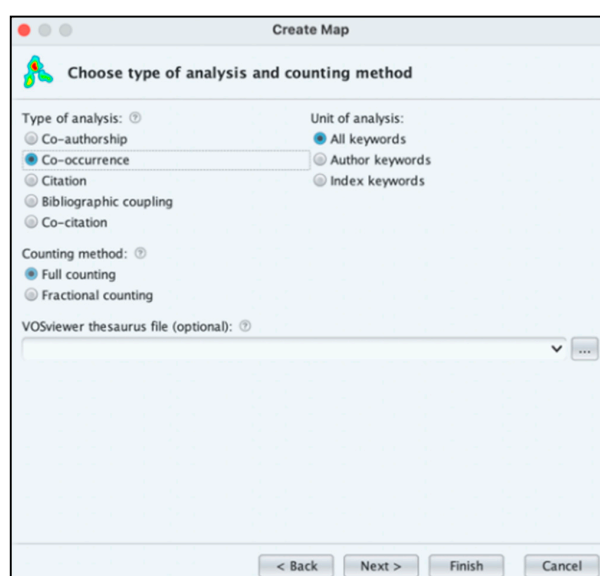 Create Map
Choose type of analysis and counting method
Type of analysis: ?
Unit of analysis:
Co-authorship
All keywords
Co-occurrence
Author keywords
Citation
Index keywords
Bibliographic coupling
Co-citation
Counting method: ?
Full counting
Fractional counting
VOSviewer thesaurus file (optional): ?
...
< Back
Next >
Finish
Cancel